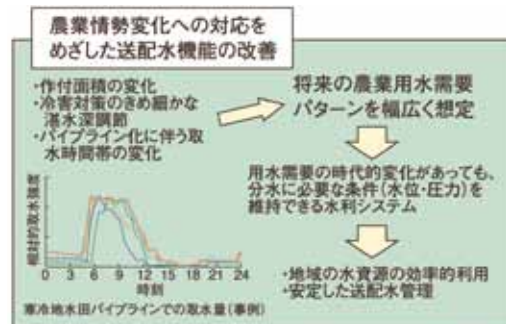 農業情勢変化への対応を
めざした送配水機能の改善
・作付面積の変化
・冷害対策のきめ細かな
湛水深調節
・パイプライン化に伴う取
水時間帯の変化
将来の農業用水需要
パターンを幅広く想定
用水需要の時代的変化があっても、
分水に必要な条件(水位・圧力)を
維持できる水利システム
・地域の水資源の効率的利用
・安定した送配水管理
相対的取水強度
0 3 6 9 12 15 18 21 24
時刻
寒冷地水田パイプラインでの取水量(事例)